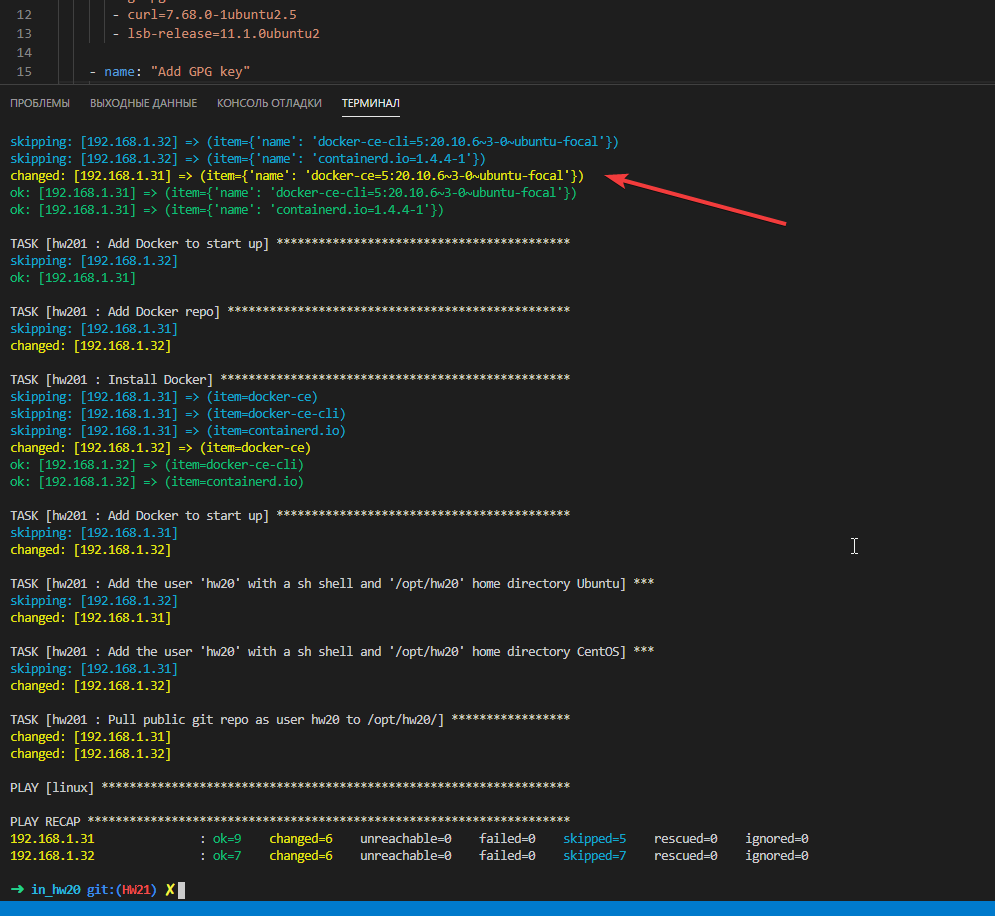 12 - curl=7.68.0-1ubuntu2.5
13 - lsb-release=11.1.0ubuntu2
14
15 - name: "Add GPG key"
ПРОБЛЕМЫ ВЫХОДНЫЕ ДАННЫЕ КОНСОЛЬ ОТЛАДКИ ТЕРМИНАЛ
skipping: [192.168.1.32] => (item={'name': 'docker-ce-cli=5:20.10.6~3-0~ubuntu-focal'})
skipping: [192.168.1.32] => (item={'name': 'containerd.io=1.4.4-1'})
changed: [192.168.1.31] => (item={'name': 'docker-ce=5:20.10.6~3-0~ubuntu-focal'})
ok: [192.168.1.31] => (item={'name': 'docker-ce-cli=5:20.10.6~3-0~ubuntu-focal'})
ok: [192.168.1.31] => (item={'name': 'containerd.io=1.4.4-1'})
TASK [hw201 : Add Docker to start up] ******************************************
skipping: [192.168.1.32]
ok: [192.168.1.31]
TASK [hw201 : Add Docker repo] *************************************************
skipping: [192.168.1.31]
changed: [192.168.1.32]
TASK [hw201 : Install Docker] **************************************************
skipping: [192.168.1.31] => (item=docker-ce)
skipping: [192.168.1.31] => (item=docker-ce-cli)
skipping: [192.168.1.31] => (item=containerd.io)
changed: [192.168.1.32] => (item=docker-ce)
ok: [192.168.1.32] => (item=docker-ce-cli)
ok: [192.168.1.32] => (item=containerd.io)
TASK [hw201 : Add Docker to start up] ******************************************
skipping: [192.168.1.31]
changed: [192.168.1.32]
TASK [hw201 : Add the user 'hw20' with a sh shell and '/opt/hw20' home directory Ubuntu] ***
skipping: [192.168.1.32]
changed: [192.168.1.31]
TASK [hw201 : Add the user 'hw20' with a sh shell and '/opt/hw20' home directory CentOS] ***
skipping: [192.168.1.31]
changed: [192.168.1.32]
TASK [hw201 : Pull public git repo as user hw20 to /opt/hw20/] *****************
changed: [192.168.1.31]
changed: [192.168.1.32]
PLAY [linux] *******************************************************************
PLAY RECAP *********************************************************************
192.168.1.31 : ok=9 changed=6 unreachable=0 failed=0 skipped=5 rescued=0 ignored=0
192.168.1.32 : ok=7 changed=6 unreachable=0 failed=0 skipped=7 rescued=0 ignored=0
➜ in_hw20 git:(HW21) ✗